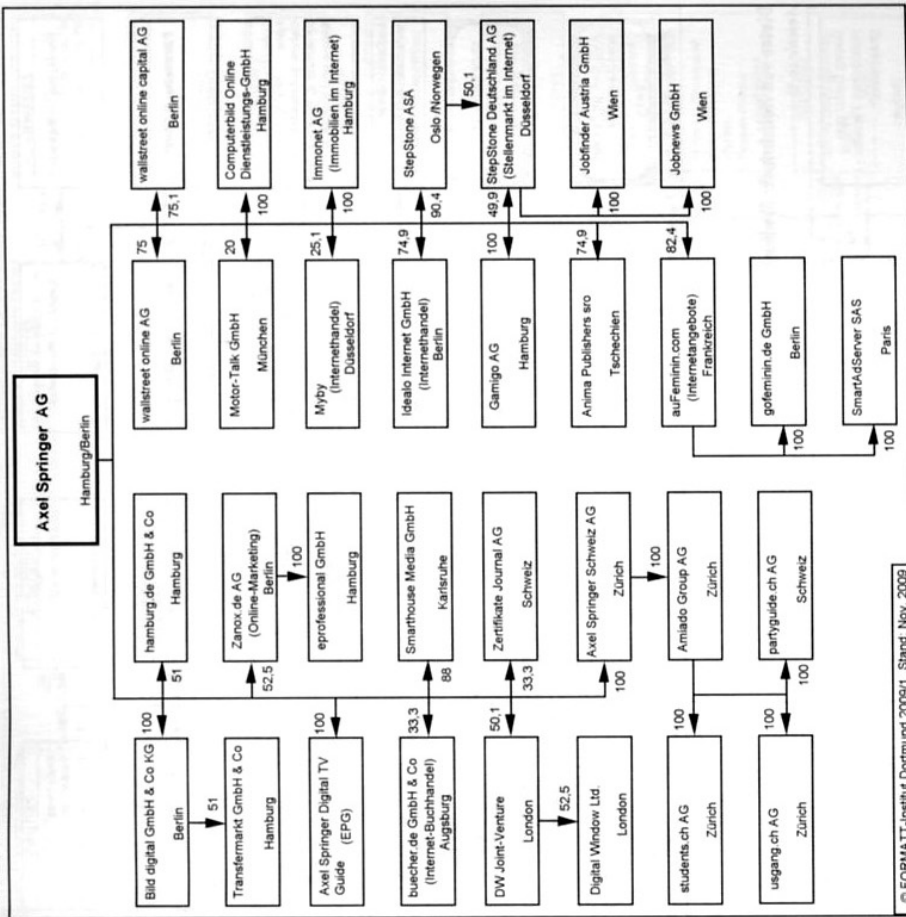 Axel Springer AG
Hamburg/Berlin
Bild digital GmbH & Co KG
Berlin
100
hamburg.de GmbH & Co
Hamburg
51
51
Transfermarkt GmbH & Co
Hamburg
Zanox.de AG
(Online-Marketing)
Berlin
52,5
100
Axel Springer Digital TV
Guide (EPG)
100
eprofessional GmbH
Hamburg
buecher.de GmbH & Co
(Internet-Buchhandel)
Augsburg
33,3
Smarthouse Media GmbH
Karlsruhe
88
DW Joint-Venture
London
50,1
Zertifikate Journal AG
Schweiz
33,3
52,5
Digital Window Ltd.
London
Axel Springer Schweiz AG
Zürich
100
100
students.ch AG
Zürich
100
Amiado Group AG
Zürich
usgang.ch AG
Zürich
100
partyguide.ch AG
Schweiz
100
wallstreet online AG
Berlin
75
wallstreet online capital AG
Berlin
75,1
Motor-Talk GmbH
München
20
Computerbild Online
Dienstleistungs-GmbH
Hamburg
100
Myby
(Internethandel)
Düsseldorf
25,1
Immonet AG
(Immobilien im Internet)
Hamburg
100
Idealo Internet GmbH
(Internethandel)
Berlin
74,9
StepStone ASA
Oslo /Norwegen
90,4
50,1
Gamigo AG
Hamburg
100
StepStone Deutschland AG
(Stellenmarkt im Internet)
Düsseldorf
49,9
Anima Publishers sro
Tschechien
74,9
Jobfinder Austria GmbH
Wien
100
auFeminin.com
(Internetangebote)
Frankreich
82,4
Jobnews GmbH
Wien
100
gofeminin.de GmbH
Berlin
100
SmartAdServer SAS
Paris
100
© FORMATT-Institut Dortmund 2009/1 Stand: Nov. 2009